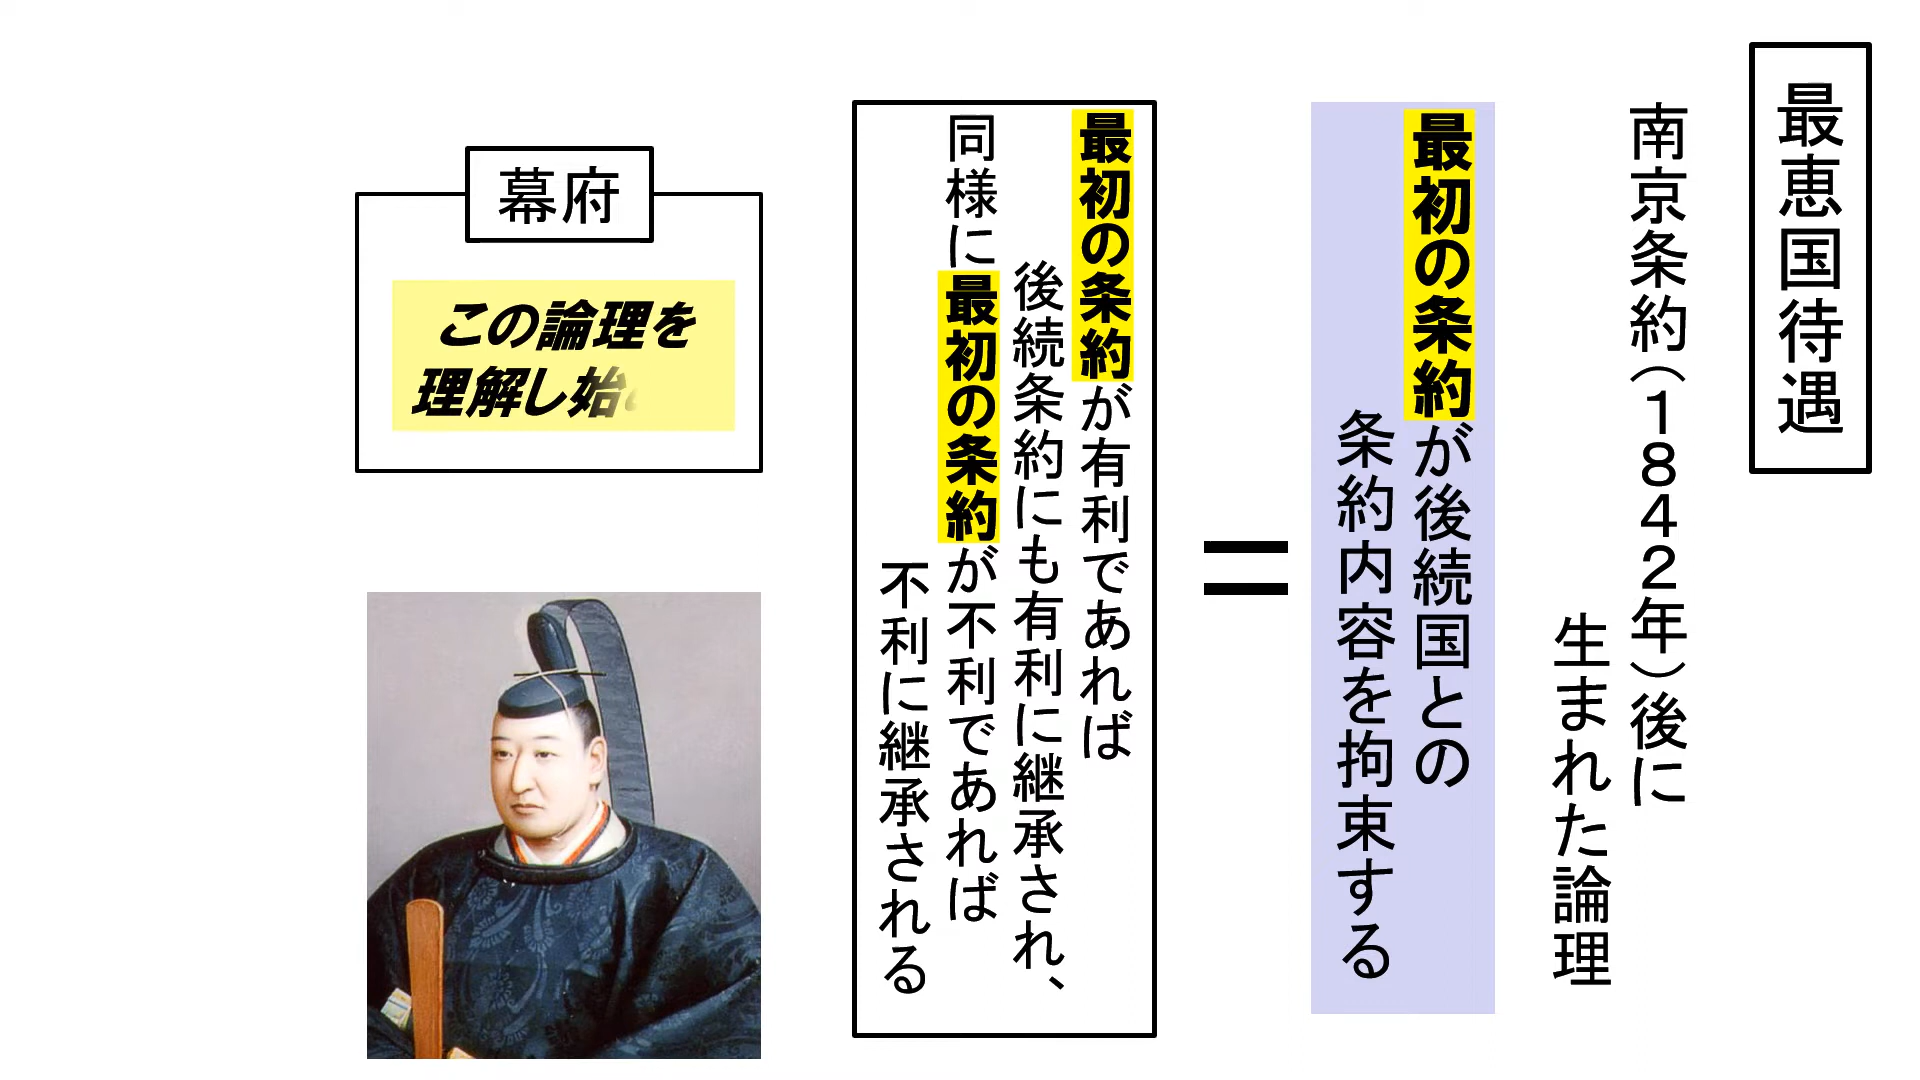 最恵国待遇
南京条約（1842年）後に
生まれた論理
最初の条約が後続国との
条約内容を拘束する
＝
最初の条約が有利であれば
後続条約にも有利に継承され、
同様に最初の条約が不利であれば
不利に継承される
幕府
この論理を
理解し始